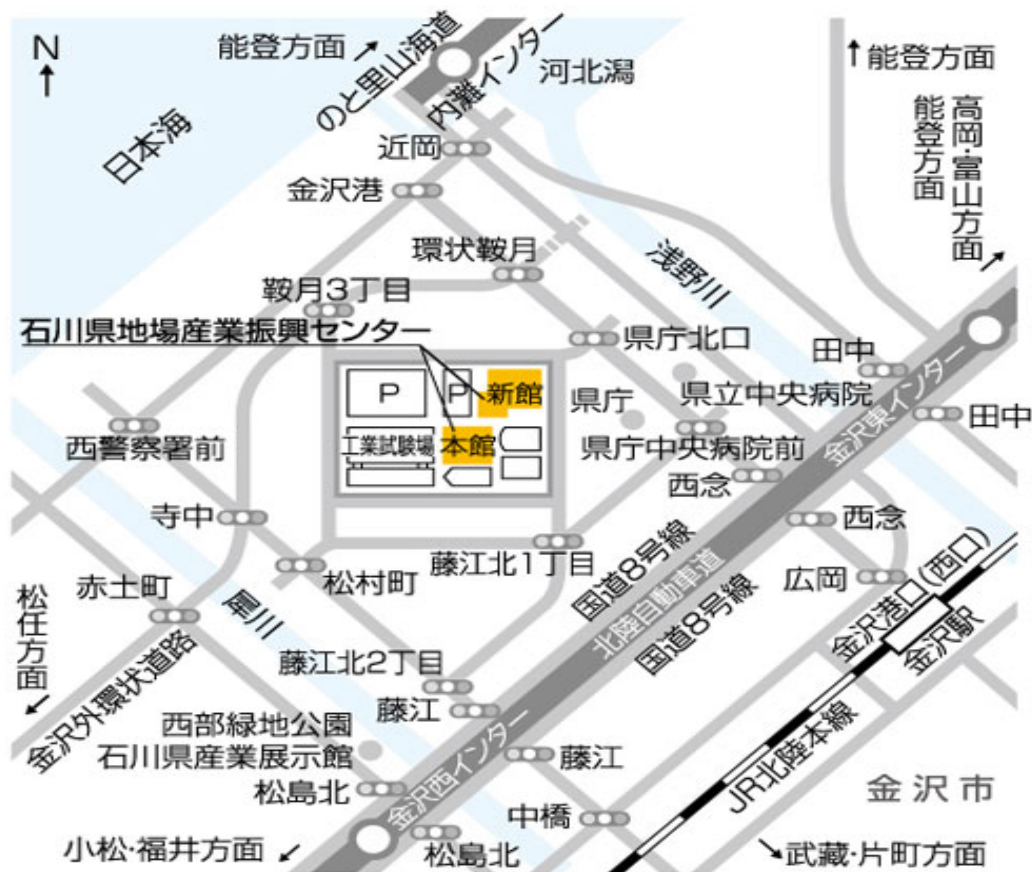 N
能登方面
のと里山海道
内灘インター
河北潟
能登方面
高岡・富山方面
能登方面
日本海
近岡
金沢港
環状鞍月
浅野川
鞍月3丁目
石川県地場産業振興センター
県庁北口
田中
P
P
新館
県庁
県立中央病院
金沢東インター
田中
西警察署前
工業試験場
本館
県庁中央病院前
西念
寺中
藤江北1丁目
国道8号線
西念
松村町
北陸自動車道
広岡
赤土町
犀川
国道8号線
金沢港口(西口)
金沢駅
松任方面
金沢外環状道路
藤江北2丁目
藤江
西部緑地公園
石川県産業展示館
金沢西インター
藤江
JR北陸本線
松島北
金沢市
中橋
小松・福井方面
松島北
武蔵・片町方面